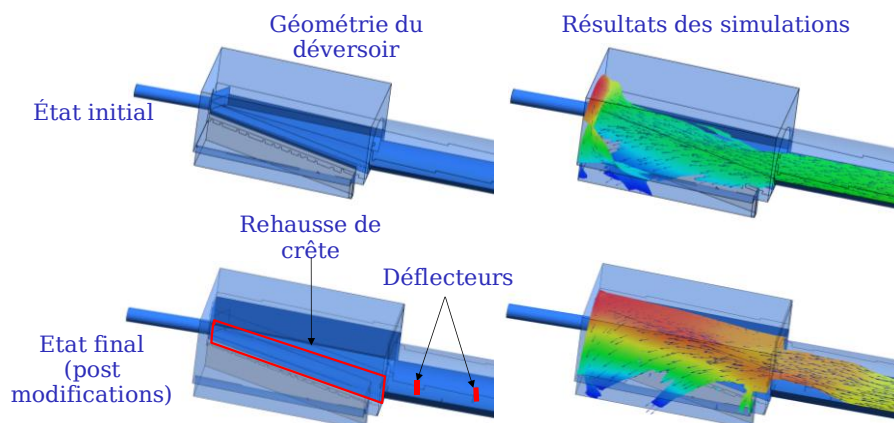 Géométrie du
déversoir
Résultats des simulations
État initial
Rehausse de
crête
Déflecteurs
Etat final
(post
modifications)